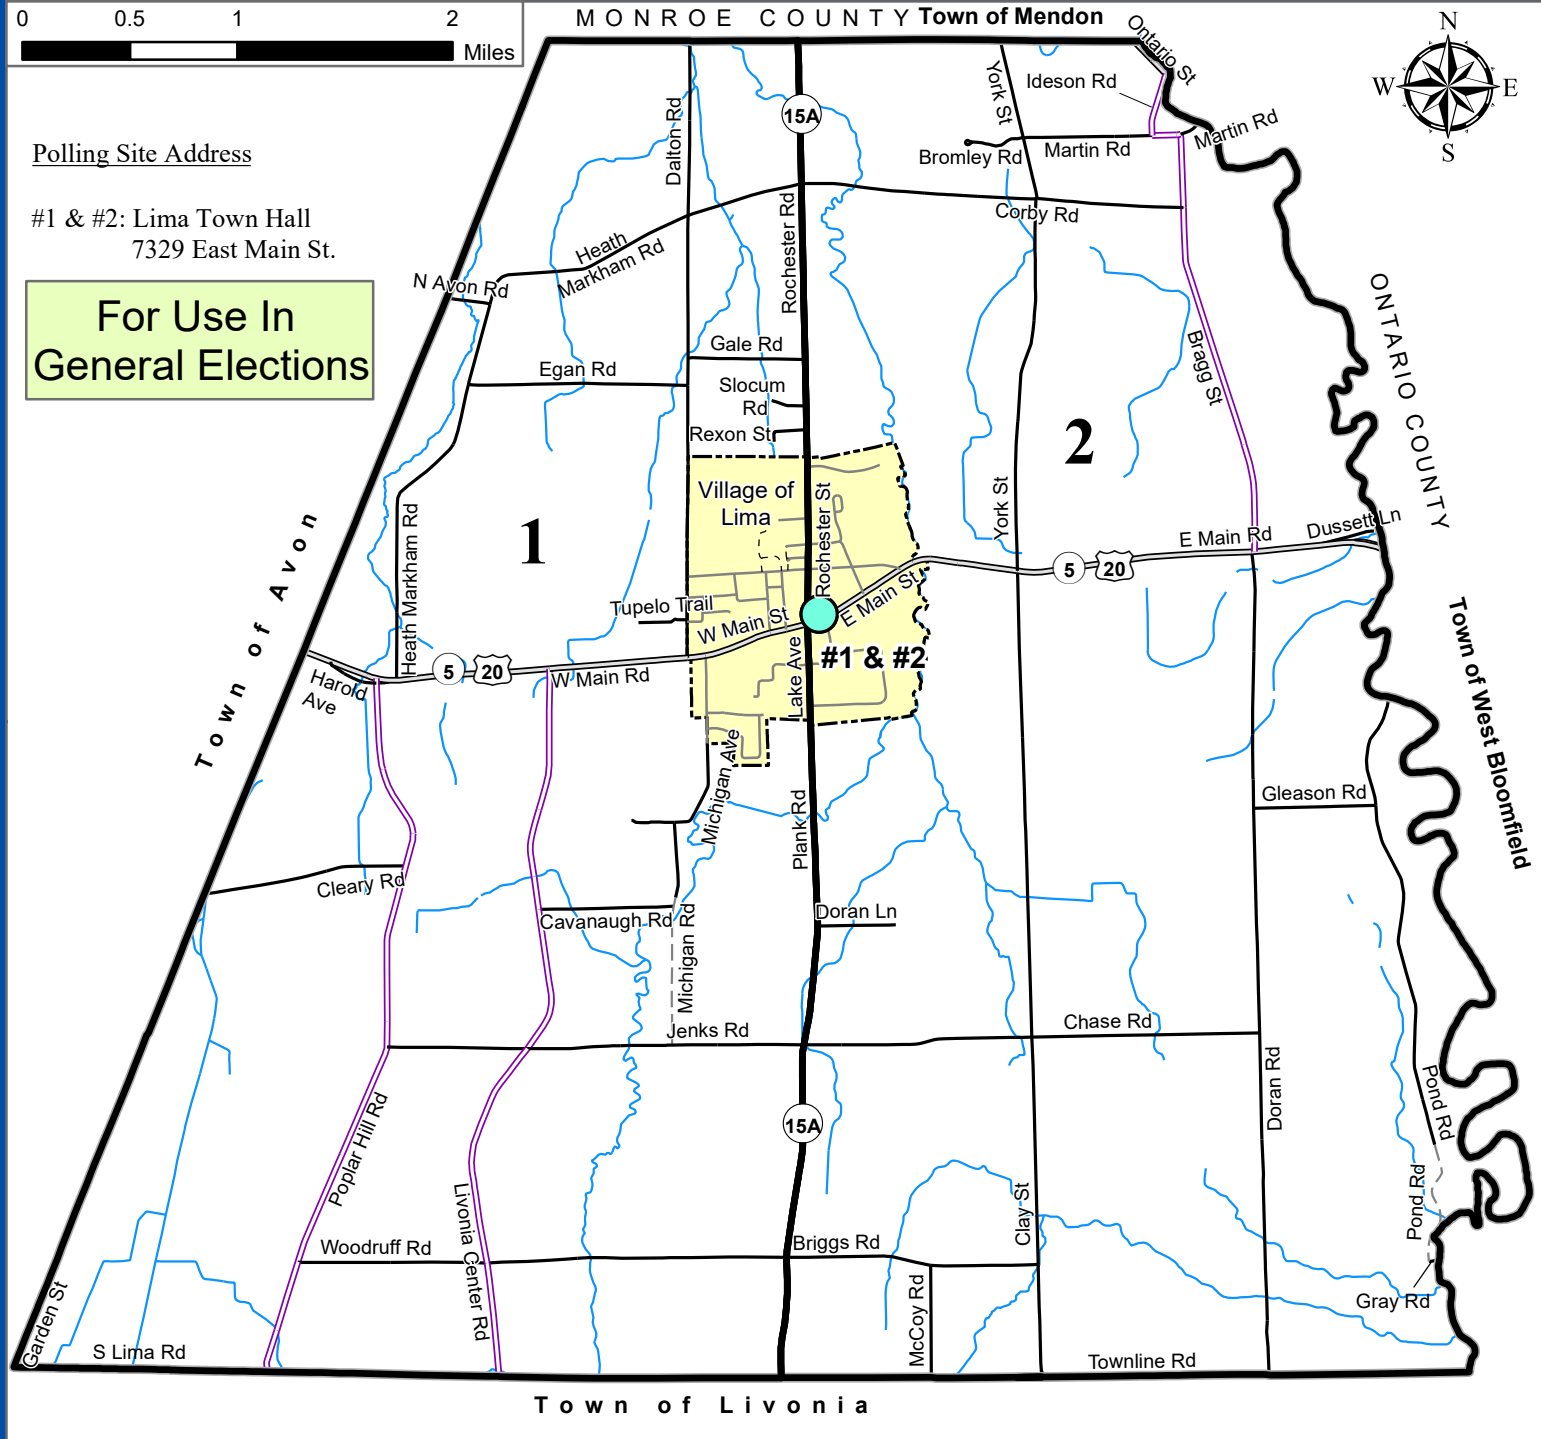 0 0.5 1 2
Miles
MONROE COUNTY Town of Mendon
N
W E
S
Ontario St
Ideson Rd
York St
Martin Rd
Martin Rd
Bromley Rd
15A
Dalton Rd
Polling Site Address
#1 & #2: Lima Town Hall
7329 East Main St.
For Use In
General Elections
Corby Rd
Rochester Rd
Heath
Markham Rd
N Avon Rd
ONTARIO COUNTY
Gale Rd
Egan Rd
Slocum
Rd
Rexon St
Bragg St
2
1
Village of
Lima
Rochester St
York St
Heath Markham Rd
Town of Avon
E Main Rd
Dussett Ln
5 20
Tupelo Trail
W Main St
E Main St
#1 & #2
Lake Ave
5 20
W Main Rd
Harold
Ave
Town of West Bloomfield
Michigan Ave
Plank Rd
Gleason Rd
Cleary Rd
Cavanaugh Rd
Michigan Rd
Doran Ln
Jenks Rd
Chase Rd
Doran Rd
Pond Rd
15A
Poplar Hill Rd
Livonia Center Rd
Clay St
Pond Rd
Woodruff Rd
Briggs Rd
McCoy Rd
Gray Rd
Garden St
S Lima Rd
Townline Rd
Town of Livonia